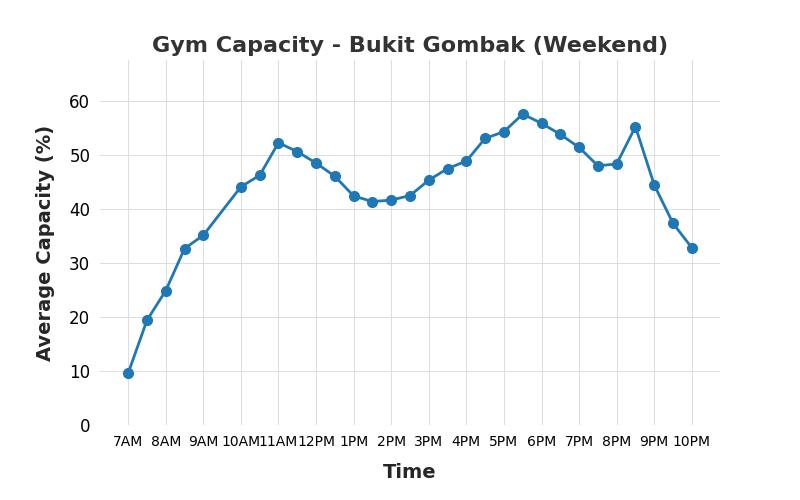 Gym Capacity - Bukit Gombak (Weekend)
Average Capacity (%)
60
50
40
30
20
10
0
7AM 8AM 9AM 10AM 11AM 12PM 1PM 2PM 3PM 4PM 5PM 6PM 7PM 8PM 9PM 10PM
Time